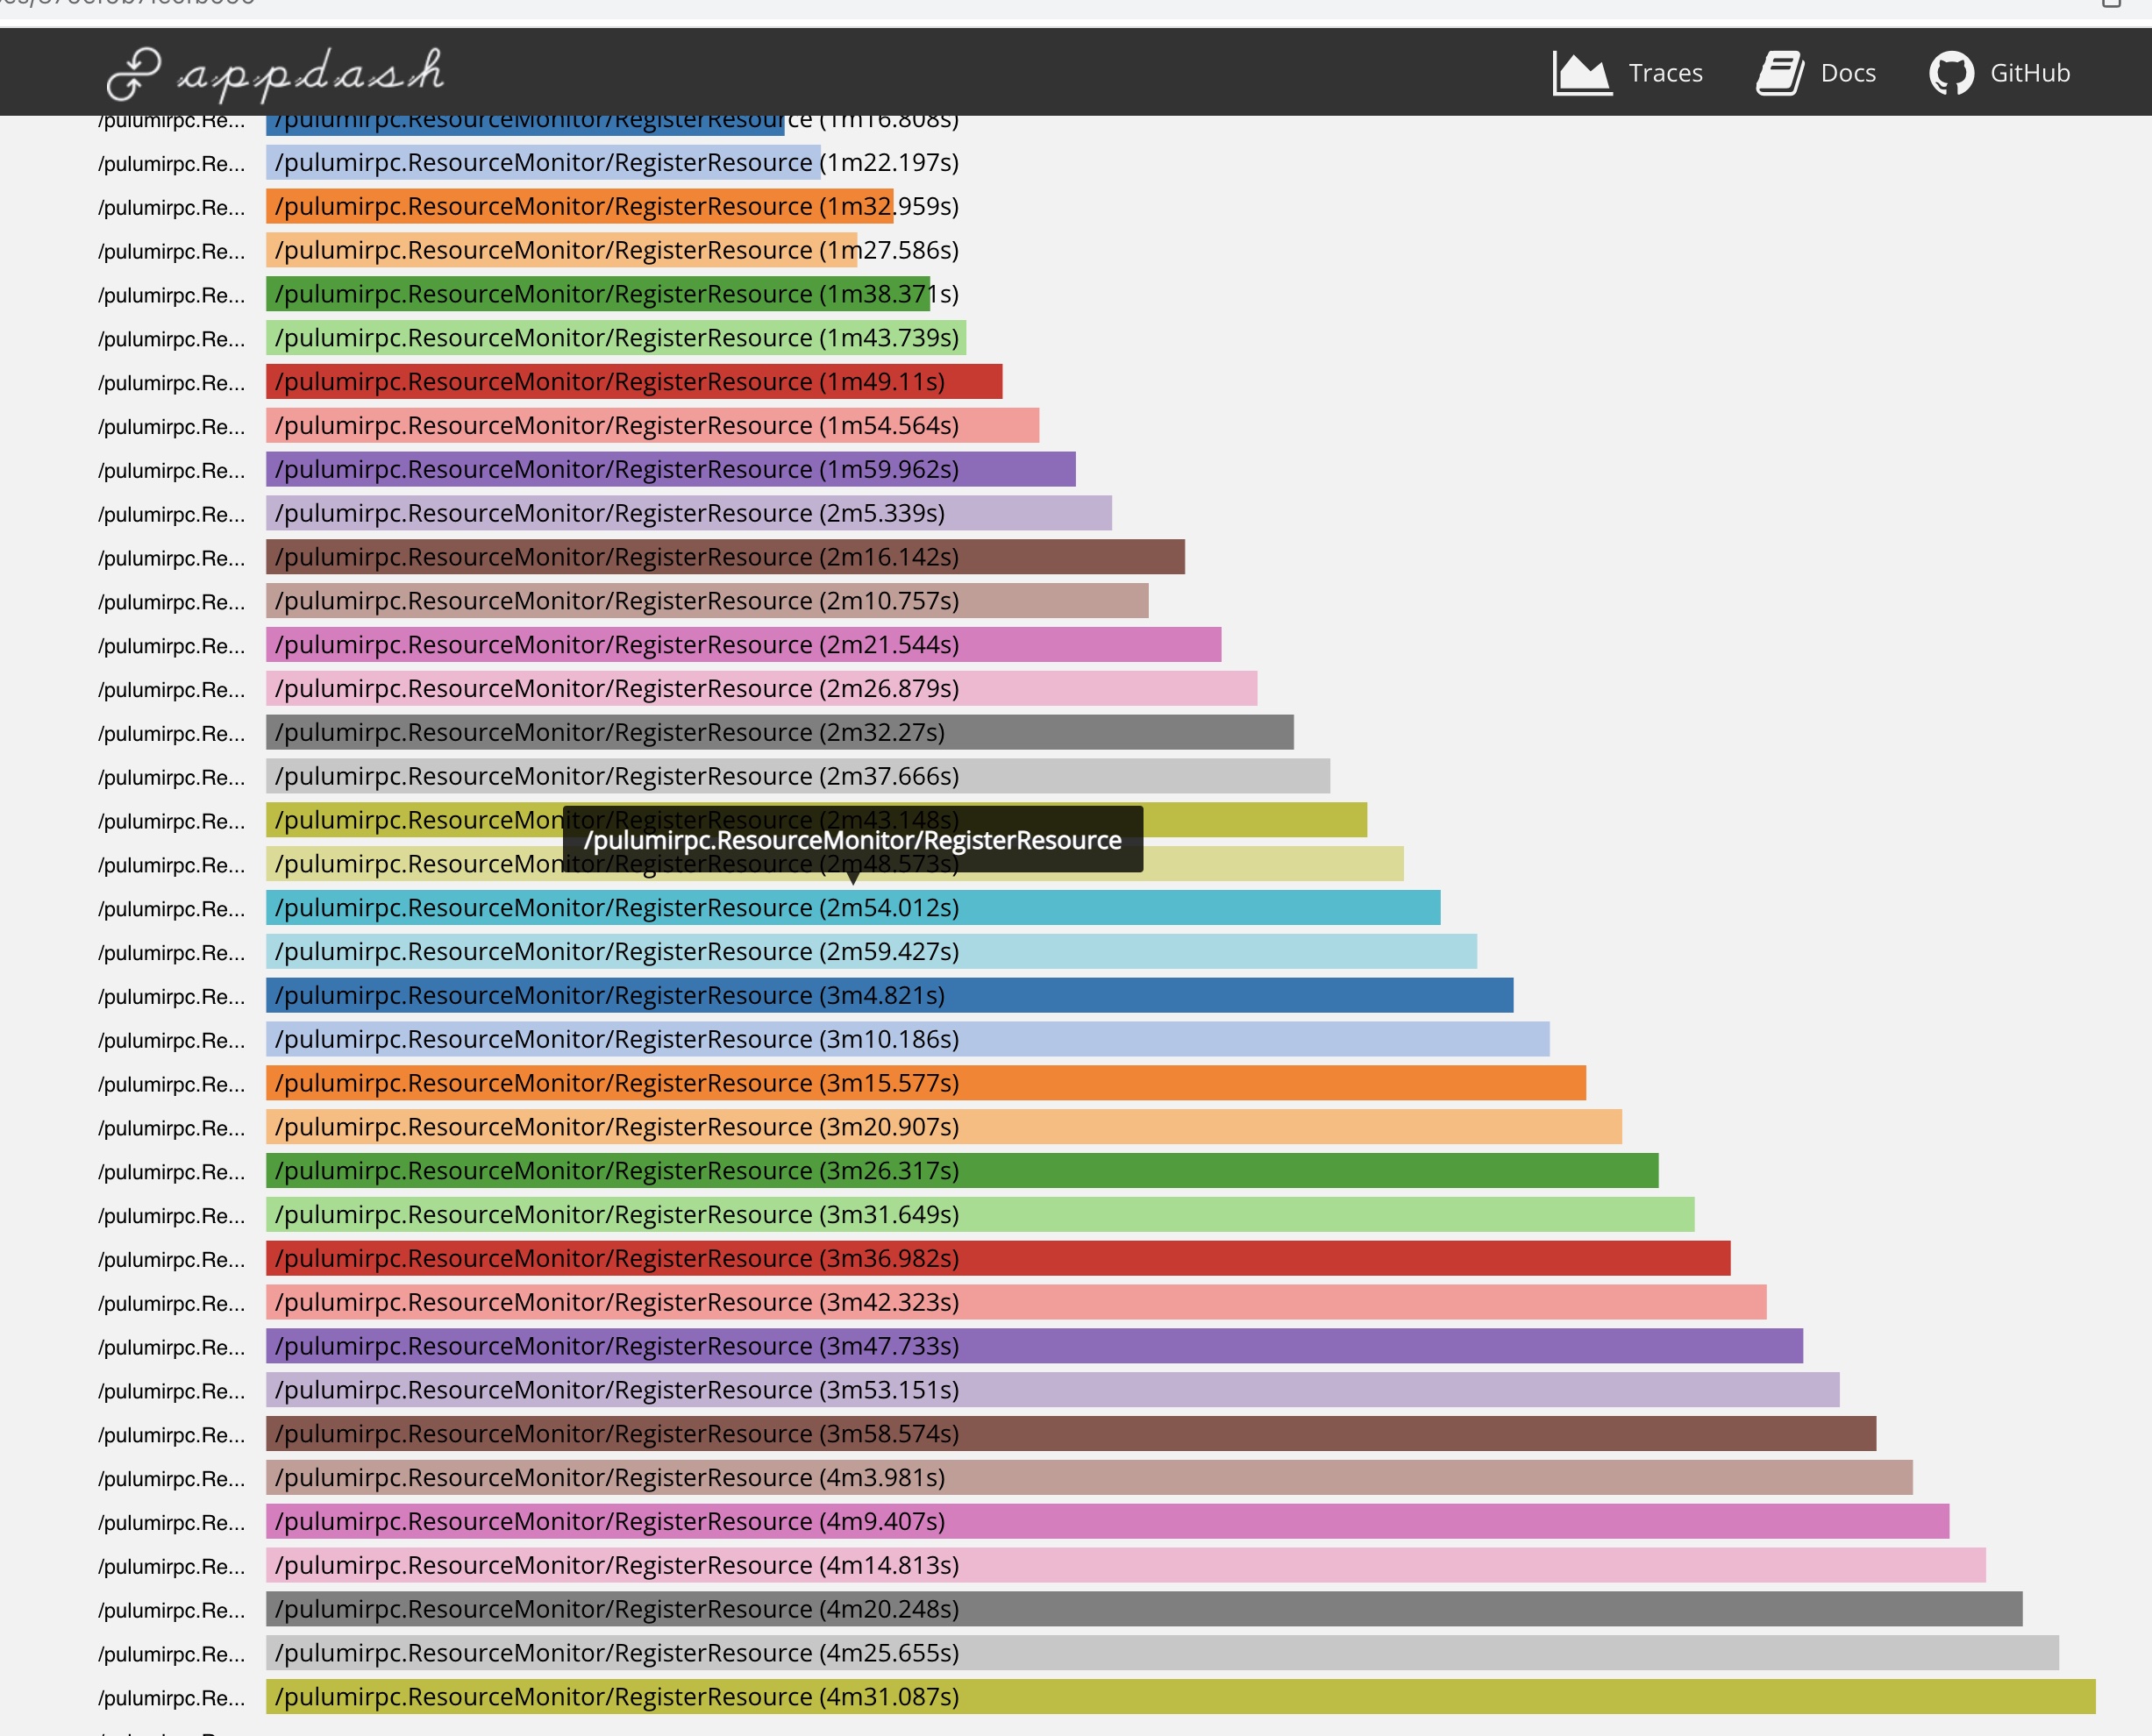 appdash Traces Docs GitHub
/pulumirpc.Re... /pulumirpc.ResourceMonitor/RegisterResource (1m16.808s)
/pulumirpc.Re... /pulumirpc.ResourceMonitor/RegisterResource (1m22.197s)
/pulumirpc.Re... /pulumirpc.ResourceMonitor/RegisterResource (1m32.959s)
/pulumirpc.Re... /pulumirpc.ResourceMonitor/RegisterResource (1m27.586s)
/pulumirpc.Re... /pulumirpc.ResourceMonitor/RegisterResource (1m38.371s)
/pulumirpc.Re... /pulumirpc.ResourceMonitor/RegisterResource (1m43.739s)
/pulumirpc.Re... /pulumirpc.ResourceMonitor/RegisterResource (1m49.11s)
/pulumirpc.Re... /pulumirpc.ResourceMonitor/RegisterResource (1m54.564s)
/pulumirpc.Re... /pulumirpc.ResourceMonitor/RegisterResource (1m59.962s)
/pulumirpc.Re... /pulumirpc.ResourceMonitor/RegisterResource (2m5.339s)
/pulumirpc.Re... /pulumirpc.ResourceMonitor/RegisterResource (2m16.142s)
/pulumirpc.Re... /pulumirpc.ResourceMonitor/RegisterResource (2m10.757s)
/pulumirpc.Re... /pulumirpc.ResourceMonitor/RegisterResource (2m21.544s)
/pulumirpc.Re... /pulumirpc.ResourceMonitor/RegisterResource (2m26.879s)
/pulumirpc.Re... /pulumirpc.ResourceMonitor/RegisterResource (2m32.27s)
/pulumirpc.Re... /pulumirpc.ResourceMonitor/RegisterResource (2m37.666s)
/pulumirpc.Re... /pulumirpc.ResourceMonitor/RegisterResource (2m43.148s)
/pulumirpc.ResourceMonitor/RegisterResource
/pulumirpc.Re... /pulumirpc.ResourceMonitor/RegisterResource (2m48.573s)
/pulumirpc.Re... /pulumirpc.ResourceMonitor/RegisterResource (2m54.012s)
/pulumirpc.Re... /pulumirpc.ResourceMonitor/RegisterResource (2m59.427s)
/pulumirpc.Re... /pulumirpc.ResourceMonitor/RegisterResource (3m4.821s)
/pulumirpc.Re... /pulumirpc.ResourceMonitor/RegisterResource (3m10.186s)
/pulumirpc.Re... /pulumirpc.ResourceMonitor/RegisterResource (3m15.577s)
/pulumirpc.Re... /pulumirpc.ResourceMonitor/RegisterResource (3m20.907s)
/pulumirpc.Re... /pulumirpc.ResourceMonitor/RegisterResource (3m26.317s)
/pulumirpc.Re... /pulumirpc.ResourceMonitor/RegisterResource (3m31.649s)
/pulumirpc.Re... /pulumirpc.ResourceMonitor/RegisterResource (3m36.982s)
/pulumirpc.Re... /pulumirpc.ResourceMonitor/RegisterResource (3m42.323s)
/pulumirpc.Re... /pulumirpc.ResourceMonitor/RegisterResource (3m47.733s)
/pulumirpc.Re... /pulumirpc.ResourceMonitor/RegisterResource (3m53.151s)
/pulumirpc.Re... /pulumirpc.ResourceMonitor/RegisterResource (3m58.574s)
/pulumirpc.Re... /pulumirpc.ResourceMonitor/RegisterResource (4m3.981s)
/pulumirpc.Re... /pulumirpc.ResourceMonitor/RegisterResource (4m9.407s)
/pulumirpc.Re... /pulumirpc.ResourceMonitor/RegisterResource (4m14.813s)
/pulumirpc.Re... /pulumirpc.ResourceMonitor/RegisterResource (4m20.248s)
/pulumirpc.Re... /pulumirpc.ResourceMonitor/RegisterResource (4m25.655s)
/pulumirpc.Re... /pulumirpc.ResourceMonitor/RegisterResource (4m31.087s)